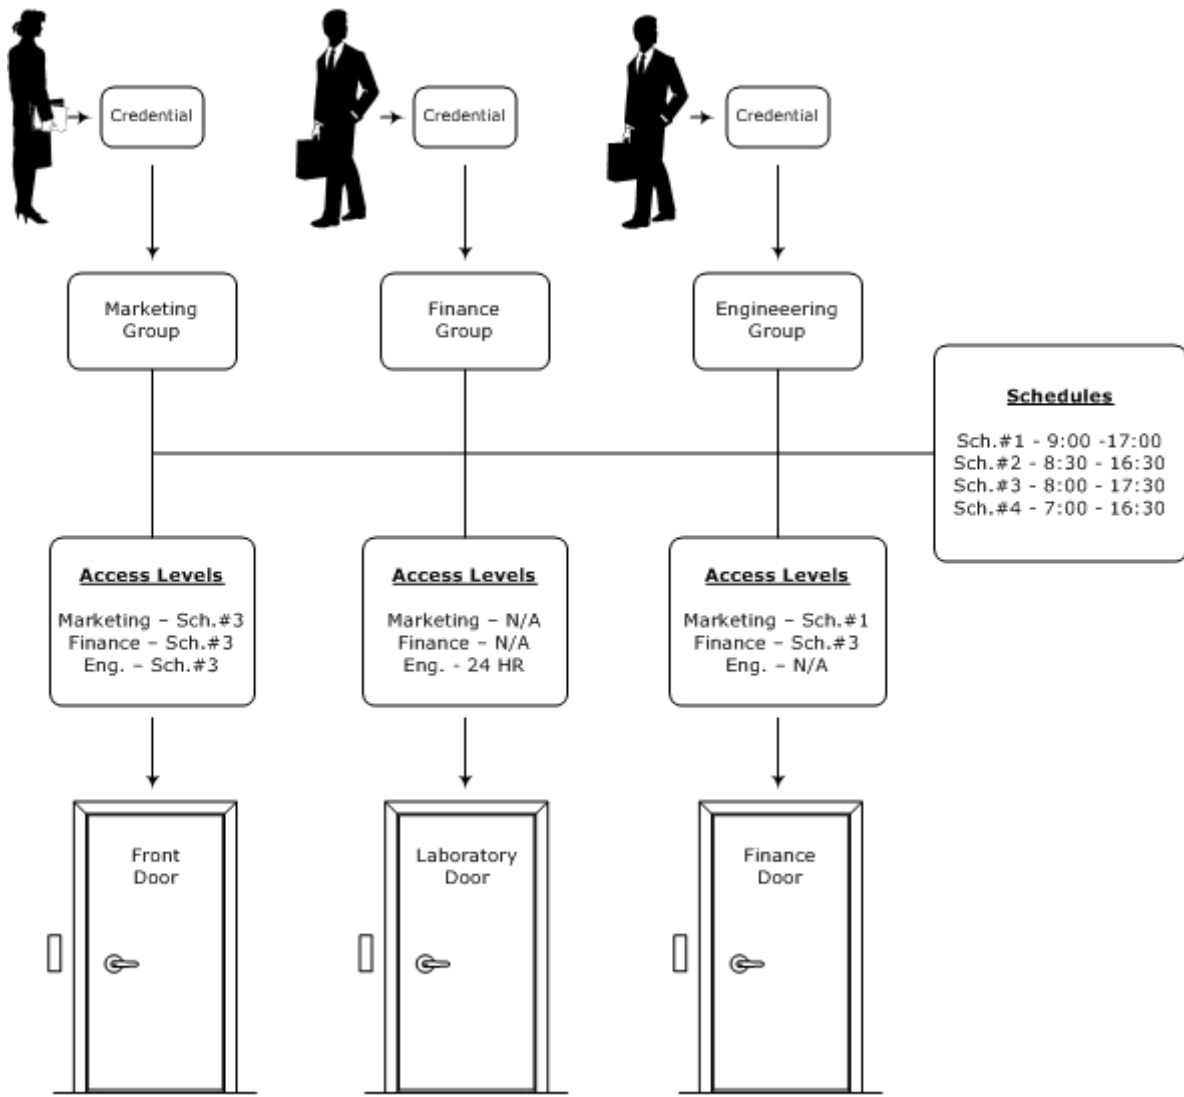 Credential
Credential
Credential
Marketing
Group
Finance
Group
Engineeering
Group
Schedules
Sch.#1 - 9:00 -17:00
Sch.#2 - 8:30 - 16:30
Sch.#3 - 8:00 - 17:30
Sch.#4 - 7:00 - 16:30
Access Levels
Marketing – Sch.#3
Finance – Sch.#3
Eng. – Sch.#3
Access Levels
Marketing – N/A
Finance – N/A
Eng. - 24 HR
Access Levels
Marketing – Sch.#1
Finance – Sch.#3
Eng. – N/A
Front
Door
Laboratory
Door
Finance
Door